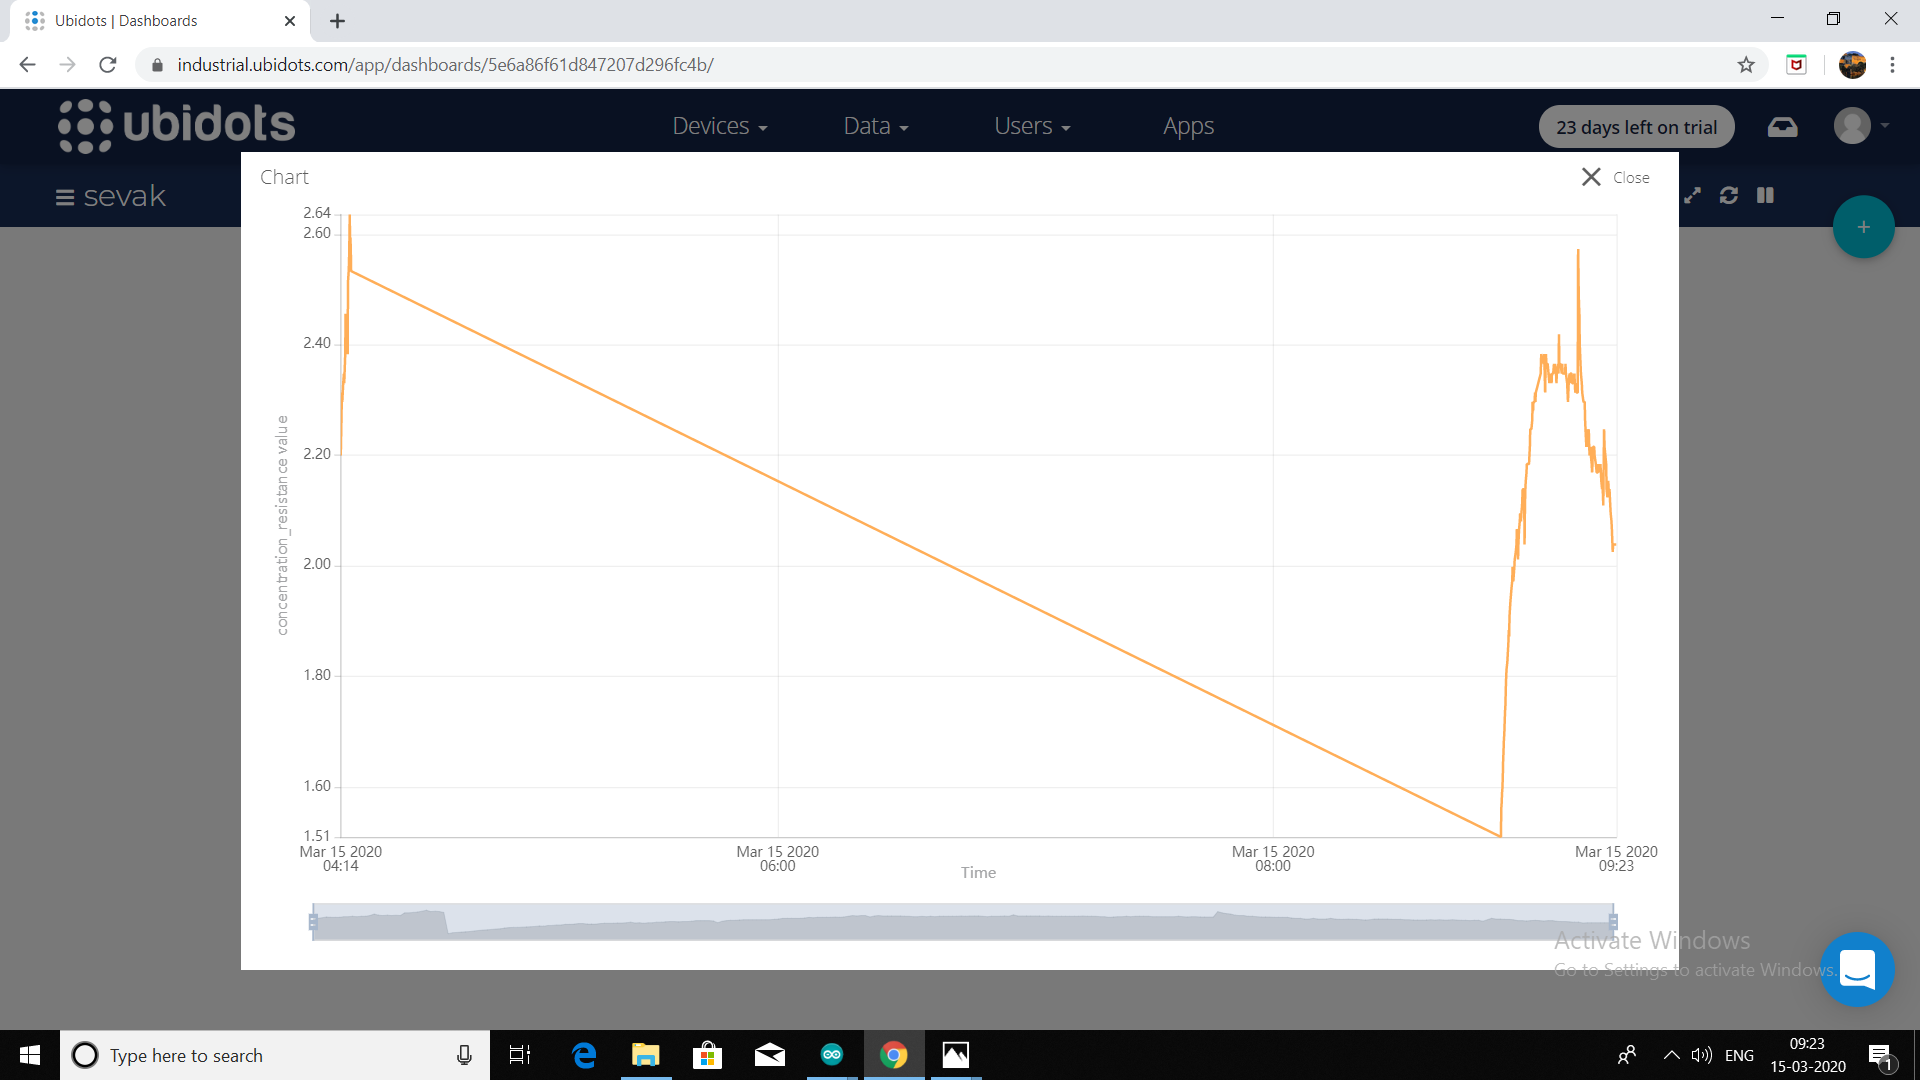 Ubidots | Dashboards
industrial.ubidots.com/app/dashboards/5e6a86f61d847207d296fc4b/
ubidots
Devices
Data
Users
Apps
23 days left on trial
sevak
Chart
Close
+
2.64
2.60
2.40
2.20
2.00
1.80
1.60
1.51
concentration_resistance value
Mar 15 2020
04:14
Mar 15 2020
06:00
Mar 15 2020
08:00
Mar 15 2020
09:23
Time
Activate Windows
Go to Settings to activate Windows.
Type here to search
ENG
09:23
15-03-2020
1